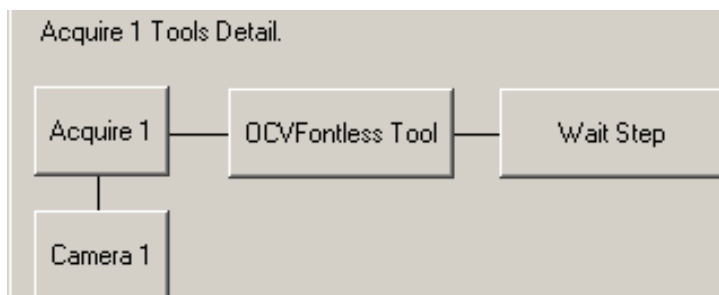 Acquire 1 Tools Detail.
Acquire 1 OCVFontless Tool Wait Step
Camera 1